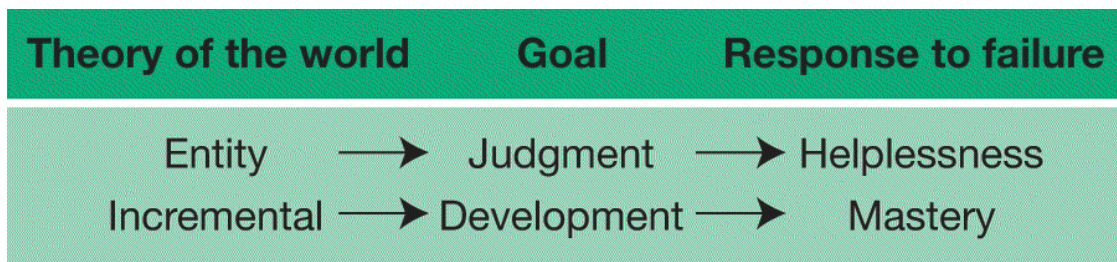 Theory of the world Goal Response to failure
Entity → Judgment → Helplessness
Incremental → Development → Mastery